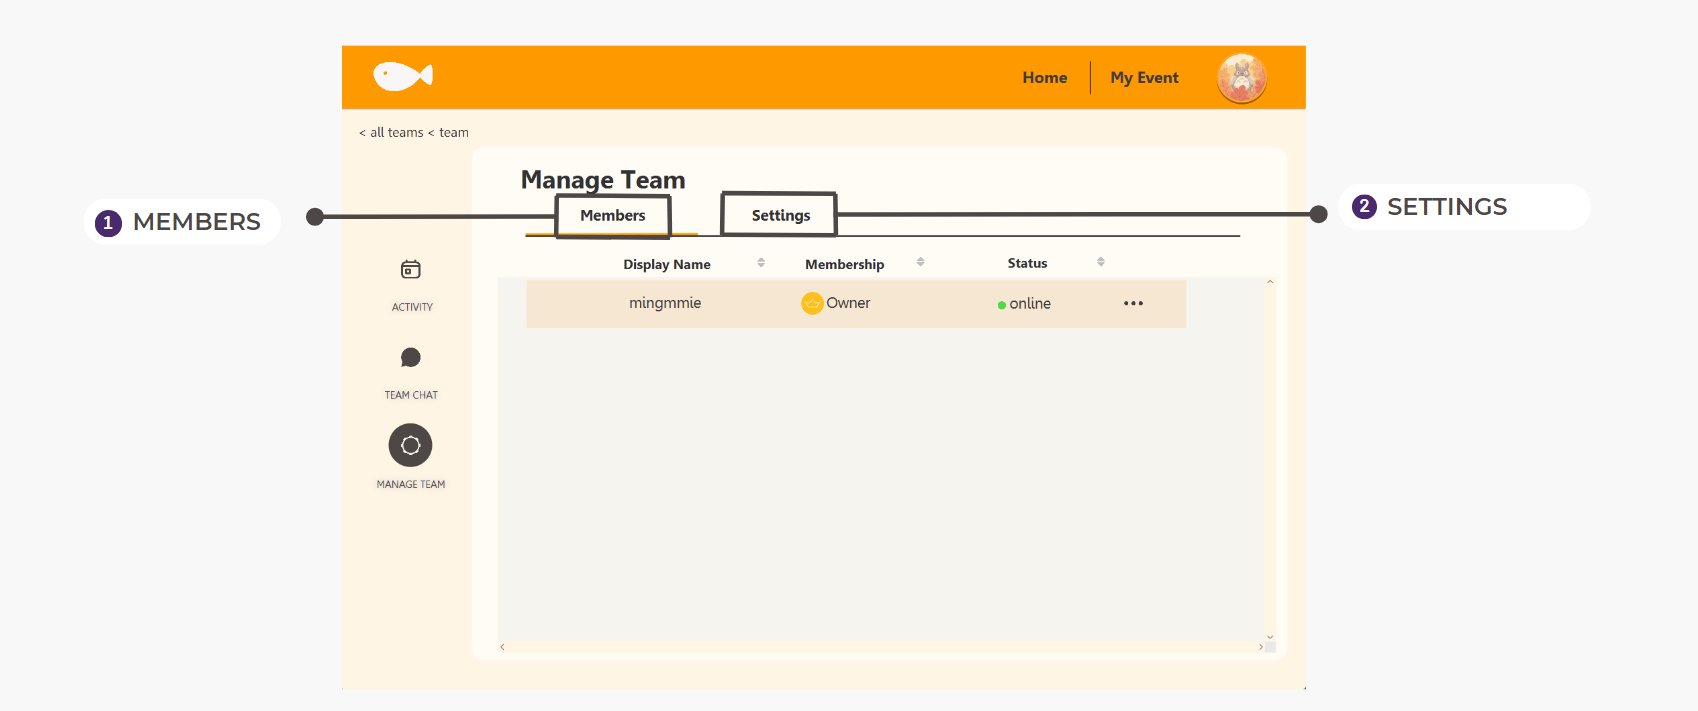 Home
My Event
< all teams < team
Manage Team
1 MEMBERS
Members
Settings
2 SETTINGS
Display Name
Membership
Status
mingmmie
Owner
online
ACTIVITY
TEAM CHAT
MANAGE TEAM